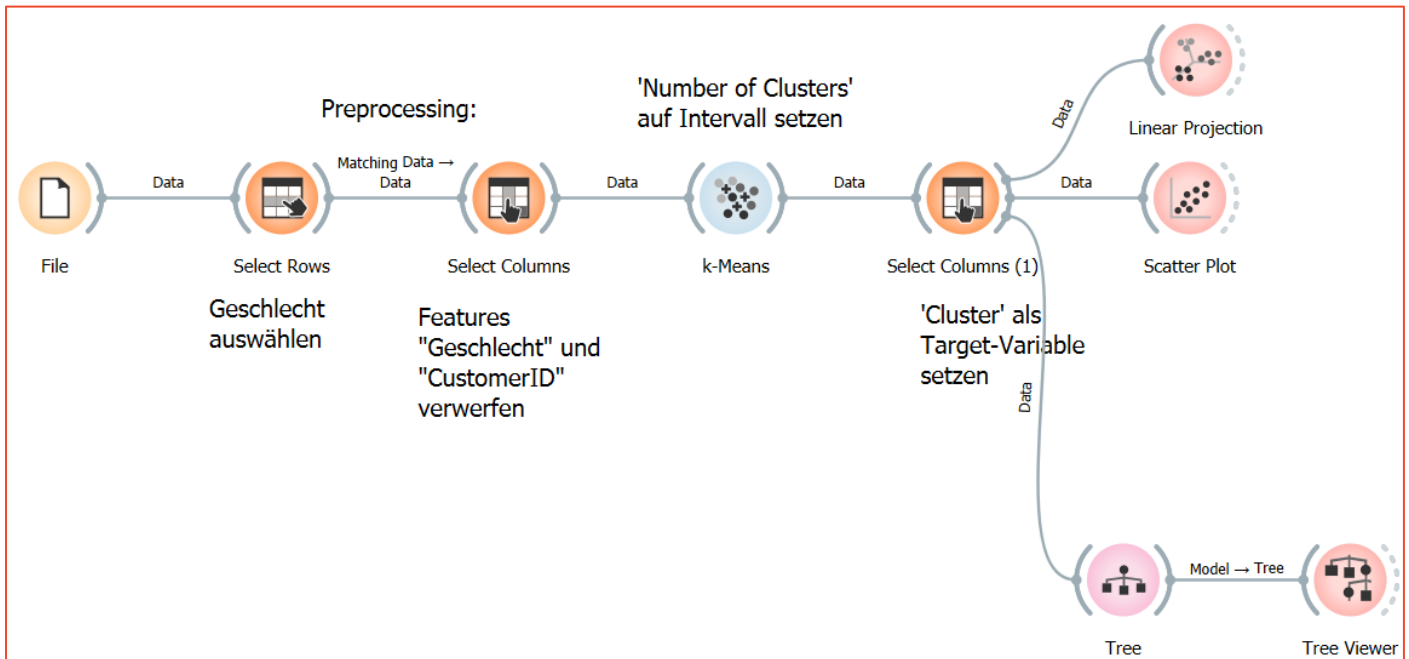 'Number of Clusters'
auf Intervall setzen
Preprocessing:
Data
Linear Projection
Data
Matching Data →
Data
Data
Data
Data
File
Select Rows
Select Columns
k-Means
Select Columns (1)
Scatter Plot
Geschlecht
auswählen
Features
"Geschlecht" und
"CustomerID"
verwerfen
'Cluster' als
Target-Variable
setzen
Data
Model → Tree
Tree
Tree Viewer